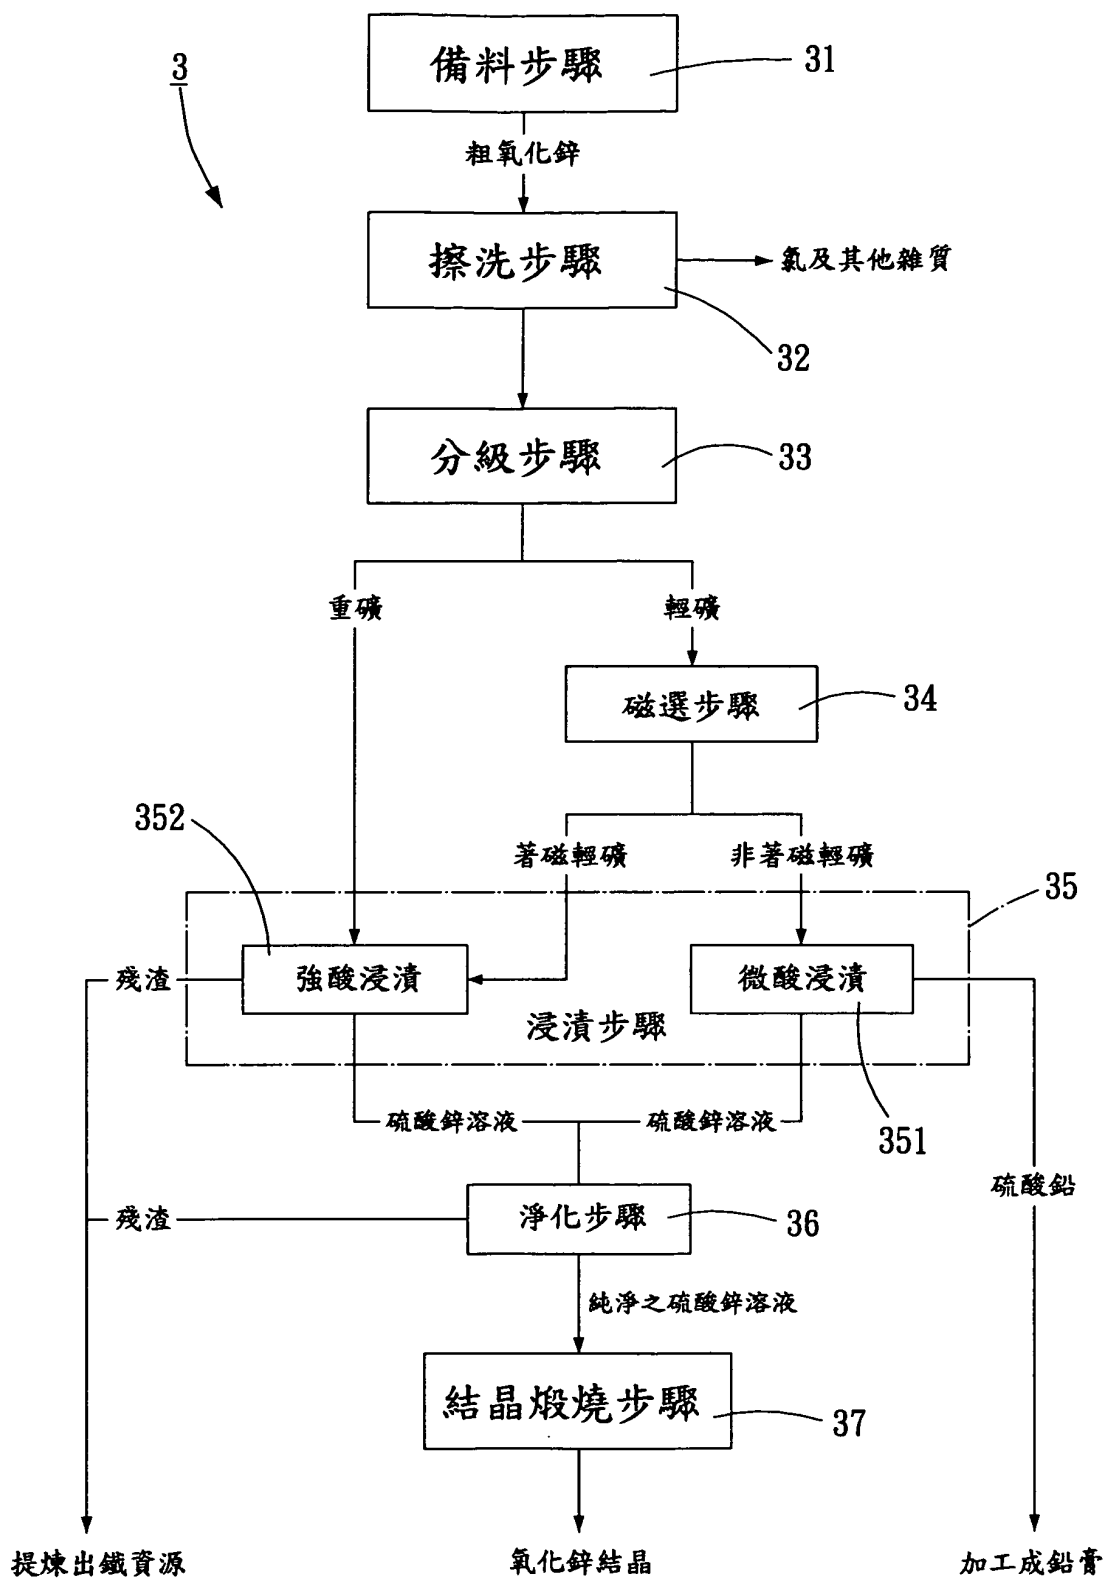 3
備料步驟
31
粗氧化鋅
擦洗步驟
氯及其他雜質
32
分級步驟
33
重礦
輕礦
磁選步驟
34
352
著磁輕礦
非著磁輕礦
35
殘渣
強酸浸漬
微酸浸漬
浸漬步驟
硫酸鋅溶液
硫酸鋅溶液
351
硫酸鉛
殘渣
淨化步驟
36
純淨之硫酸鋅溶液
結晶煅燒步驟
37
提煉出鐵資源
氧化鋅結晶
加工成鉛膏